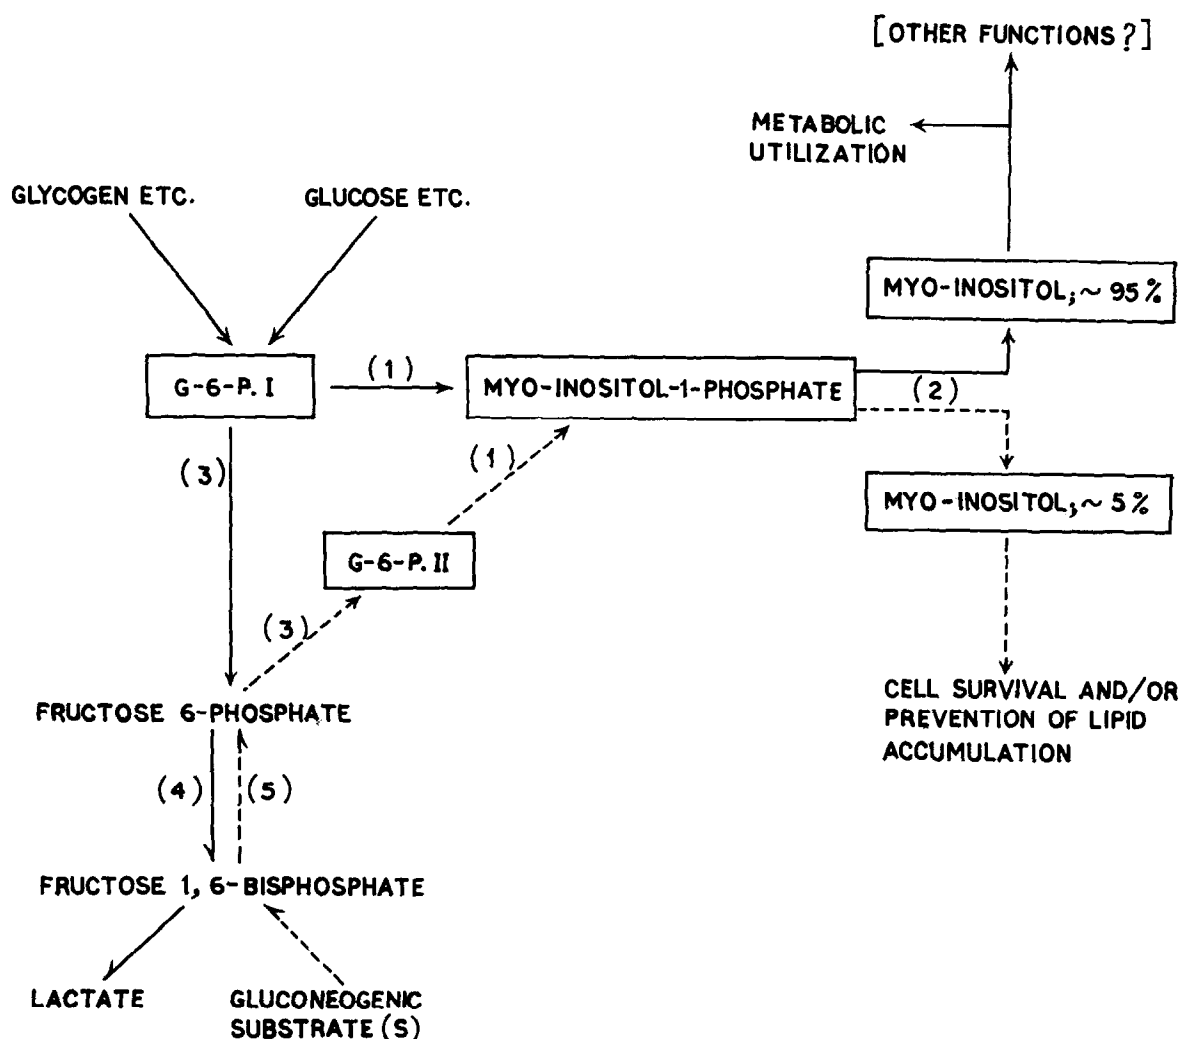 [OTHER FUNCTIONS?]
METABOLIC
UTILIZATION
GLYCOGEN ETC.
GLUCOSE ETC.
MYO-INOSITOL;~ 95%
G-6-P. I
(1)
MYO-INOSITOL-1-PHOSPHATE
(2)
(3)
(1)
MYO-INOSITOL;~ 5%
G-6-P. II
(3)
FRUCTOSE 6-PHOSPHATE
CELL SURVIVAL AND/OR
PREVENTION OF LIPID
ACCUMULATION
(4)
(5)
FRUCTOSE 1,6-BISPHOSPHATE
LACTATE
GLUCONEOGENIC
SUBSTRATE(S)